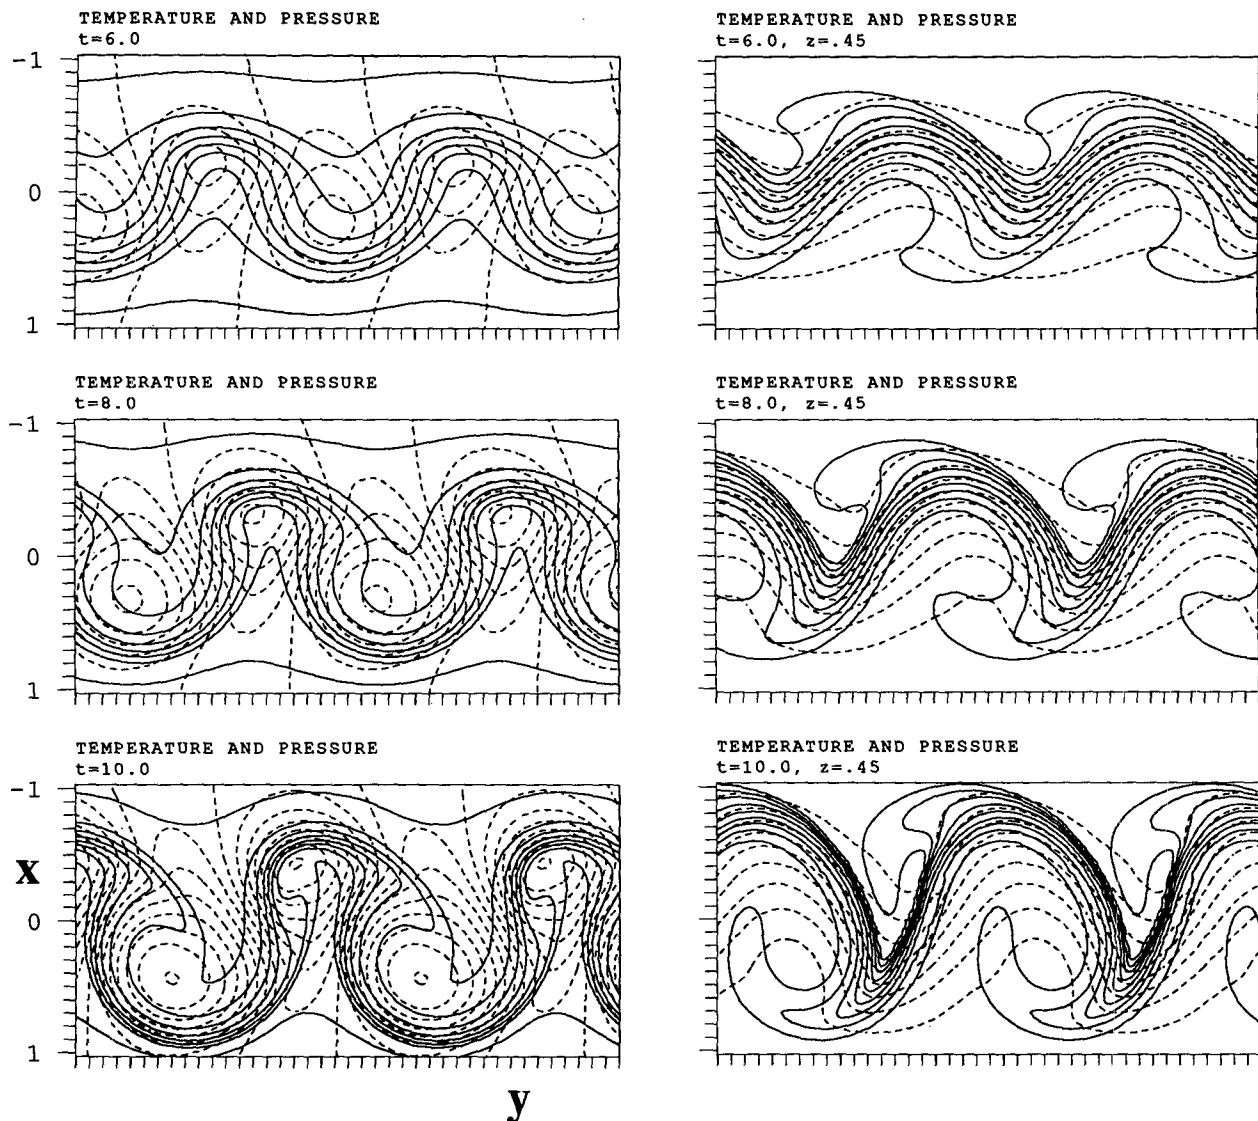 TEMPERATURE AND PRESSURE
t=6.0
-1
0
1
TEMPERATURE AND PRESSURE
t=6.0, z=.45
TEMPERATURE AND PRESSURE
t=8.0
-1
0
1
TEMPERATURE AND PRESSURE
t=8.0, z=.45
TEMPERATURE AND PRESSURE
t=10.0
-1
x
0
1
TEMPERATURE AND PRESSURE
t=10.0, z=.45
y